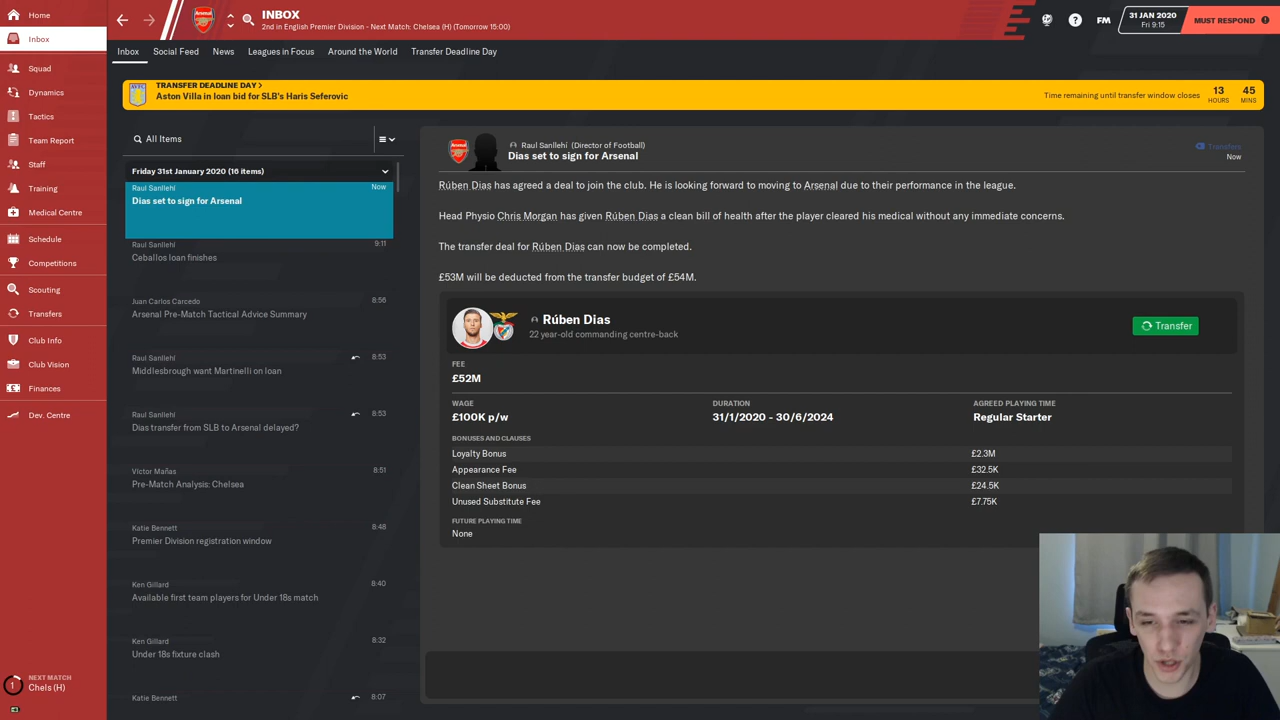 Home
Inbox
Squad
Dynamics
Tactics
Team Report
Staff
Training
Medical Centre
Schedule
Competitions
Scouting
Transfers
Club Info
Club Vision
Finances
Dev. Centre
NEXT MATCH
1
Chels (H)
Arsenal
INBOX
2nd in English Premier Division - Next Match: Chelsea (H) (Tomorrow 15:00)
?
FM
31 JAN 2020
Fri 9:15
MUST RESPOND
Inbox
Social Feed
News
Leagues in Focus
Around the World
Transfer Deadline Day
TRANSFER DEADLINE DAY >
Aston Villa in loan bid for SLB's Haris Seferovic
Time remaining until transfer window closes
13
HOURS
45
MINS
All Items
Friday 31st January 2020 (16 items)
Raul Sanllehí
Now
Dias set to sign for Arsenal
Raul Sanllehí
9:11
Ceballos loan finishes
Juan Carlos Carcedo
8:56
Arsenal Pre-Match Tactical Advice Summary
Raul Sanllehí
8:53
Middlesbrough want Martinelli on loan
Raul Sanllehí
8:53
Dias transfer from SLB to Arsenal delayed?
Víctor Mañas
8:51
Pre-Match Analysis: Chelsea
Katie Bennett
8:48
Premier Division registration window
Ken Gillard
8:40
Available first team players for Under 18s match
Ken Gillard
8:32
Under 18s fixture clash
Katie Bennett
8:07
Arsenal
Raul Sanllehí (Director of Football)
Dias set to sign for Arsenal
Transfers
Now
Rúben Dias has agreed a deal to join the club. He is looking forward to moving to Arsenal due to their performance in the league.
Head Physio Chris Morgan has given Rúben Dias a clean bill of health after the player cleared his medical without any immediate concerns.
The transfer deal for Rúben Dias can now be completed.
£53M will be deducted from the transfer budget of £54M.
Rúben Dias
22 year-old commanding centre-back
Transfer
FEE
£52M
WAGE
£100K p/w
DURATION
31/1/2020 - 30/6/2024
AGREED PLAYING TIME
Regular Starter
BONUSES AND CLAUSES
Loyalty Bonus
£2.3M
Appearance Fee
£32.5K
Clean Sheet Bonus
£24.5K
Unused Substitute Fee
£7.75K
FUTURE PLAYING TIME
None